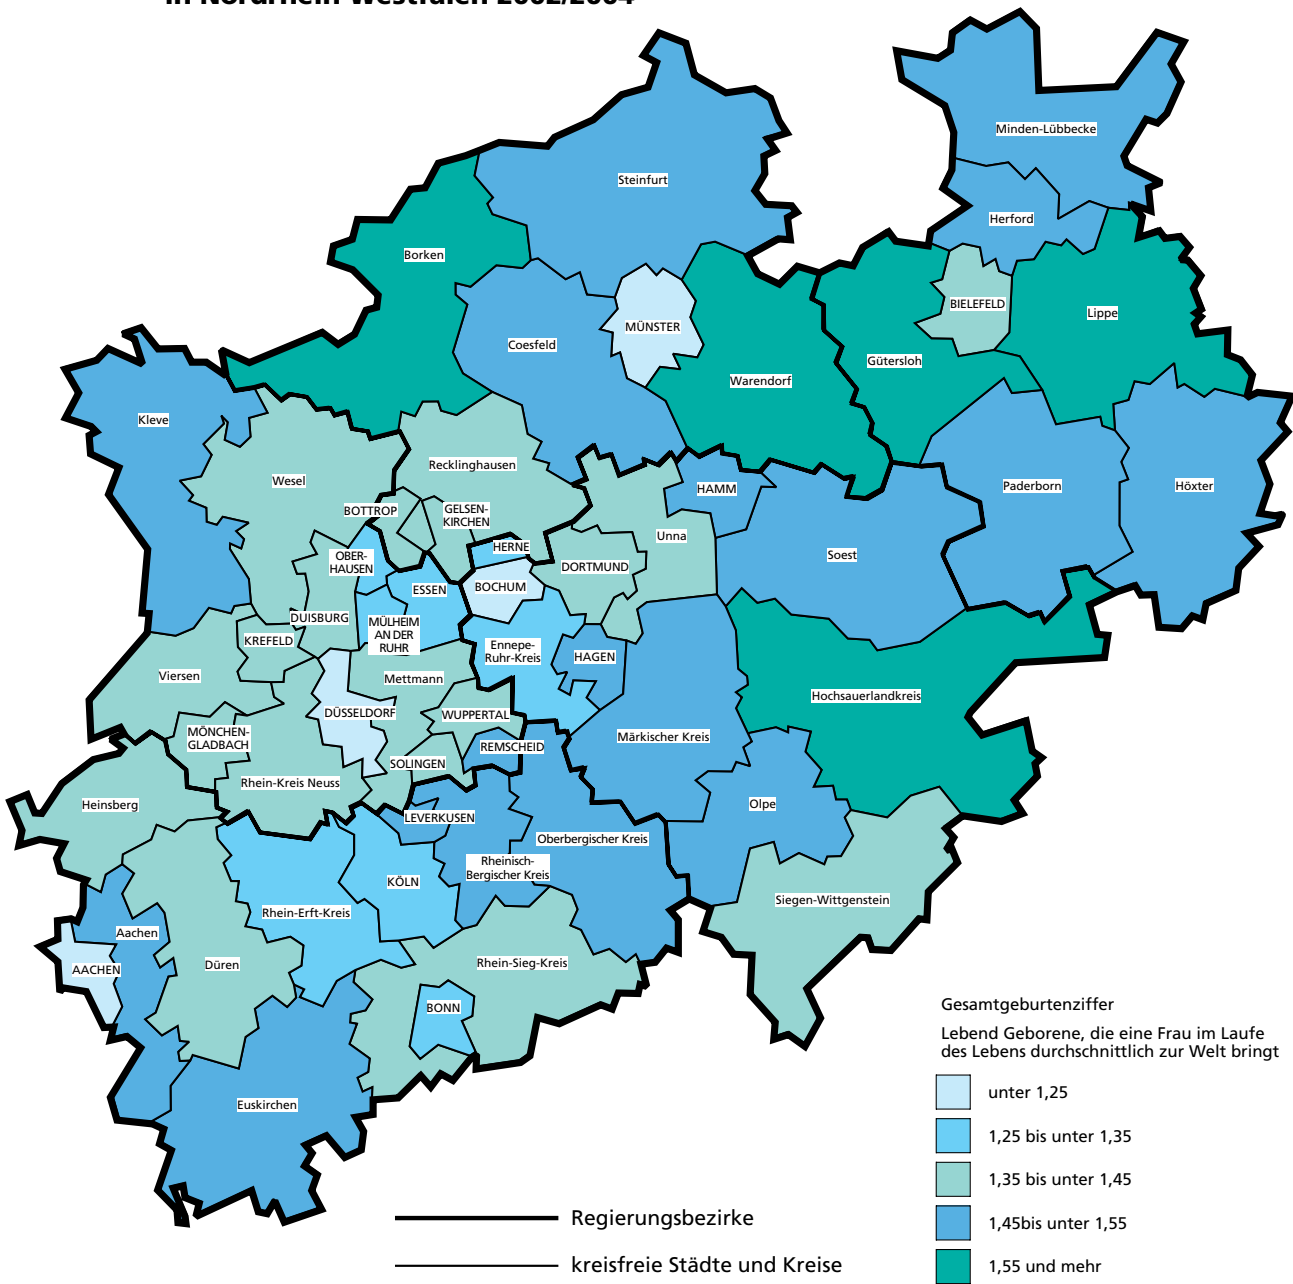 in Nordrhein-Westfalen 2002/2004
Minden-Lübbecke
Steinfurt
Herford
Borken
BIELEFELD
Lippe
MÜNSTER
Coesfeld
Gütersloh
Warendorf
Kleve
Recklinghausen
Wesel
HAMM
Paderborn
Höxter
BOTTROP
GELSEN-
KIRCHEN
Unna
HERNE
Soest
OBER-
HAUSEN
DORTMUND
ESSEN
BOCHUM
DUISBURG
MÜLHEIM
AN DER
RUHR
KREFELD
Ennepe-
Ruhr-Kreis
HAGEN
Viersen
Mettmann
Hochsauerlandkreis
DÜSSELDORF
WUPPERTAL
MÖNCHEN-
GLADBACH
Märkischer Kreis
REMSCHEID
SOLINGEN
Rhein-Kreis Neuss
Heinsberg
Olpe
LEVERKUSEN
Oberbergischer Kreis
Rheinisch-
Bergischer Kreis
KÖLN
Siegen-Wittgenstein
Rhein-Erft-Kreis
Aachen
Düren
Rhein-Sieg-Kreis
AACHEN
BONN
Euskirchen
Gesamtgeburtenziffer
Lebend Geborene, die eine Frau im Laufe
des Lebens durchschnittlich zur Welt bringt
unter 1,25
1,25 bis unter 1,35
1,35 bis unter 1,45
1,45bis unter 1,55
1,55 und mehr
Regierungsbezirke
kreisfreie Städte und Kreise